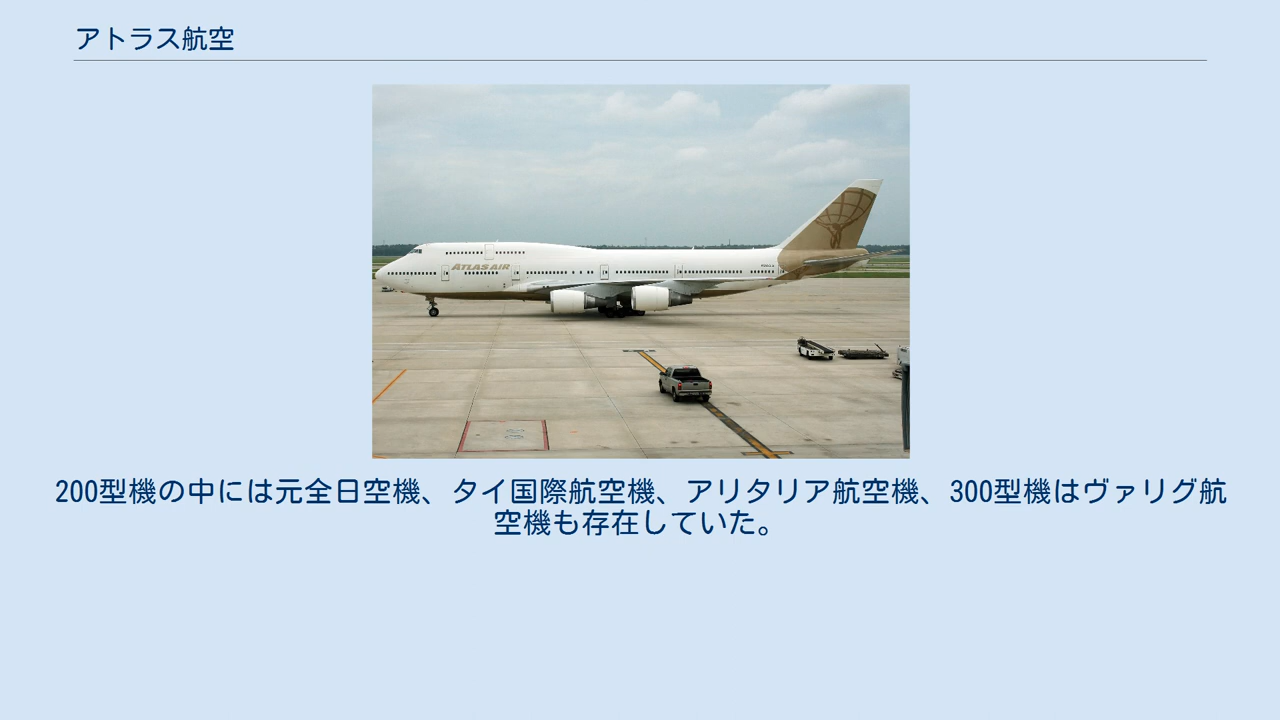 アトラス航空
ATLAS AIR
200型機の中には元全日空機、タイ国際航空機、アリタリア航空機、300型機はヴァリグ航
空機も存在していた。